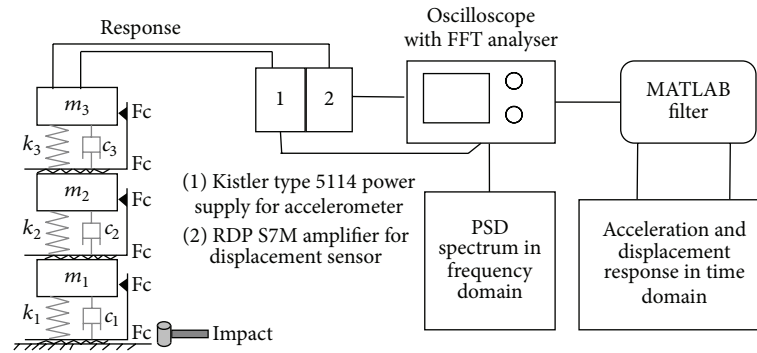 Response
m3
Fc
k3
c3
Fc
m2
Fc
k2
c2
Fc
m1
Fc
k1
c1
Fc
Impact
1
2
(1) Kistler type 5114 power
supply for accelerometer
(2) RDP S7M amplifier for
displacement sensor
Oscilloscope
with FFT analyser
MATLAB
filter
PSD
spectrum in
frequency
domain
Acceleration and
displacement
response in time
domain